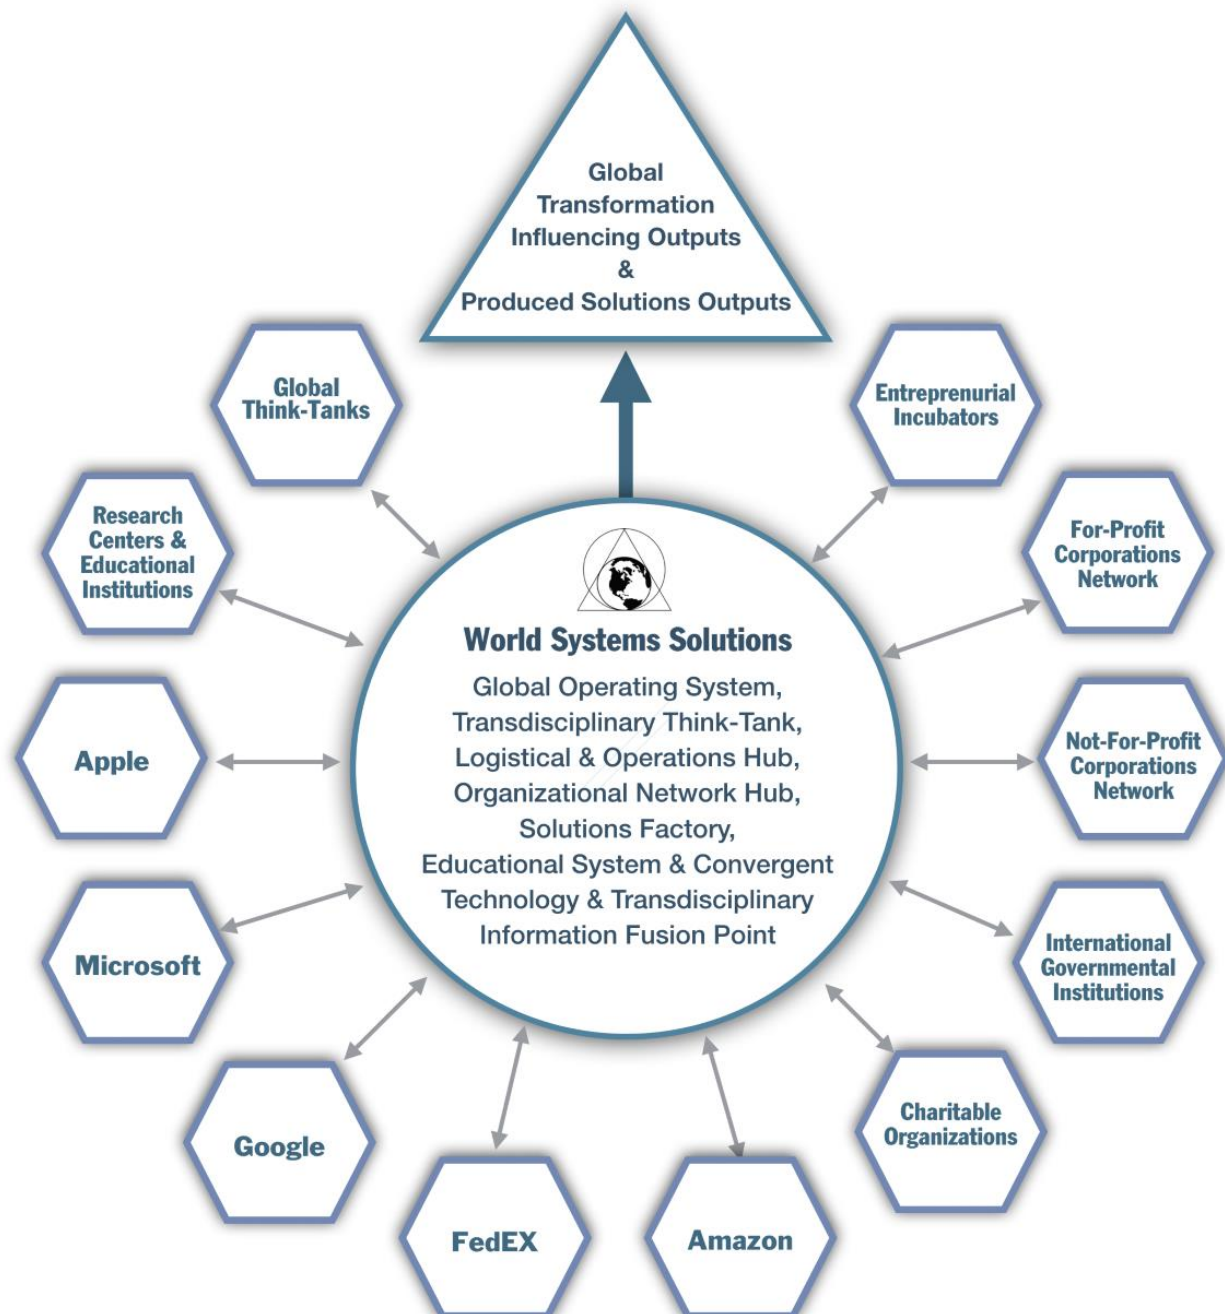 Global
Transformation
Influencing Outputs
&
Produced Solutions Outputs
Global
Think-Tanks
Entreprenurial
Incubators
Research
Centers &
Educational
Institutions
For-Profit
Corporations
Network
World Systems Solutions
Global Operating System,
Transdisciplinary Think-Tank,
Logistical & Operations Hub,
Organizational Network Hub,
Solutions Factory,
Educational System & Convergent
Technology & Transdisciplinary
Information Fusion Point
Apple
Not-For-Profit
Corporations
Network
Microsoft
International
Governmental
Institutions
Google
Charitable
Organizations
FedEX
Amazon